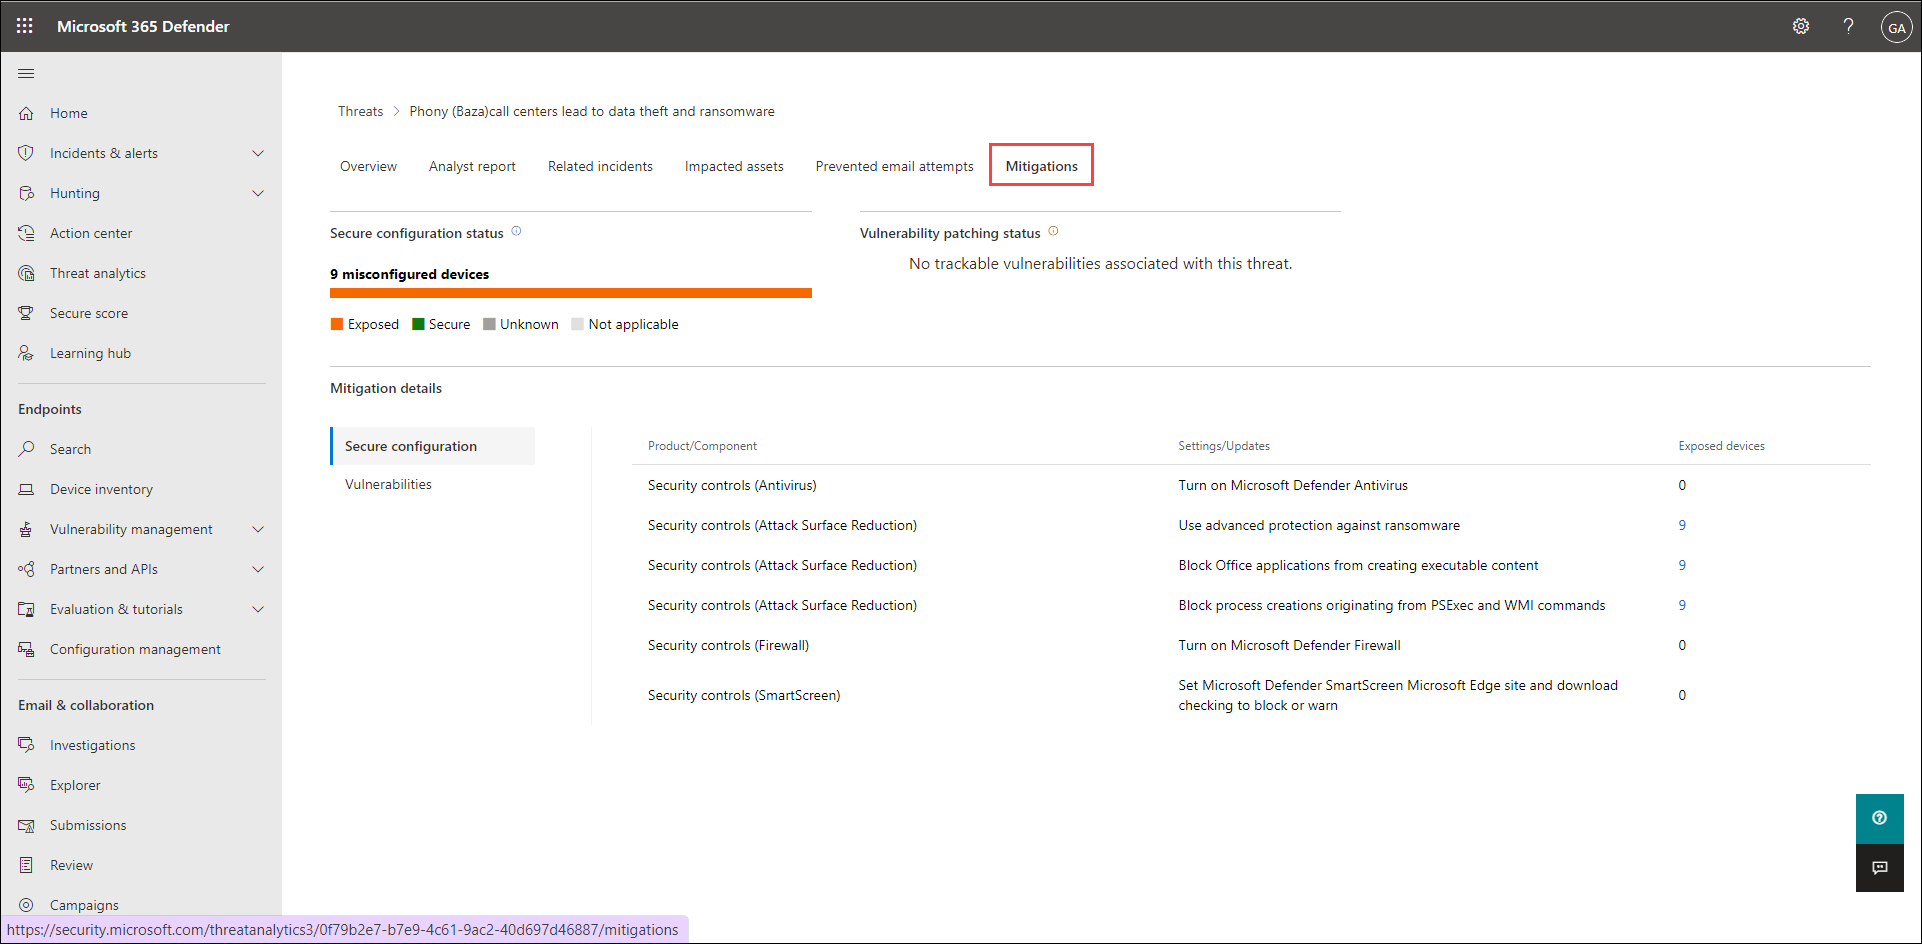 Microsoft 365 Defender
GA
Home
Incidents & alerts
Hunting
Action center
Threat analytics
Secure score
Learning hub
Endpoints
Search
Device inventory
Vulnerability management
Partners and APIs
Evaluation & tutorials
Configuration management
Email & collaboration
Investigations
Explorer
Submissions
Review
Campaigns
Threats > Phony (Baza)call centers lead to data theft and ransomware
Overview Analyst report Related incidents Impacted assets Prevented email attempts Mitigations
Secure configuration status
9 misconfigured devices
Exposed Secure Unknown Not applicable
Vulnerability patching status
No trackable vulnerabilities associated with this threat.
Mitigation details
Secure configuration
Vulnerabilities
Product/Component Settings/Updates Exposed devices
Security controls (Antivirus) Turn on Microsoft Defender Antivirus 0
Security controls (Attack Surface Reduction) Use advanced protection against ransomware 9
Security controls (Attack Surface Reduction) Block Office applications from creating executable content 9
Security controls (Attack Surface Reduction) Block process creations originating from PSExec and WMI commands 9
Security controls (Firewall) Turn on Microsoft Defender Firewall 0
Security controls (SmartScreen) Set Microsoft Defender SmartScreen Microsoft Edge site and download
checking to block or warn 0
https://security.microsoft.com/threatanalytics3/0f79b2e7-b7e9-4c61-9ac2-40d697d46887/mitigations